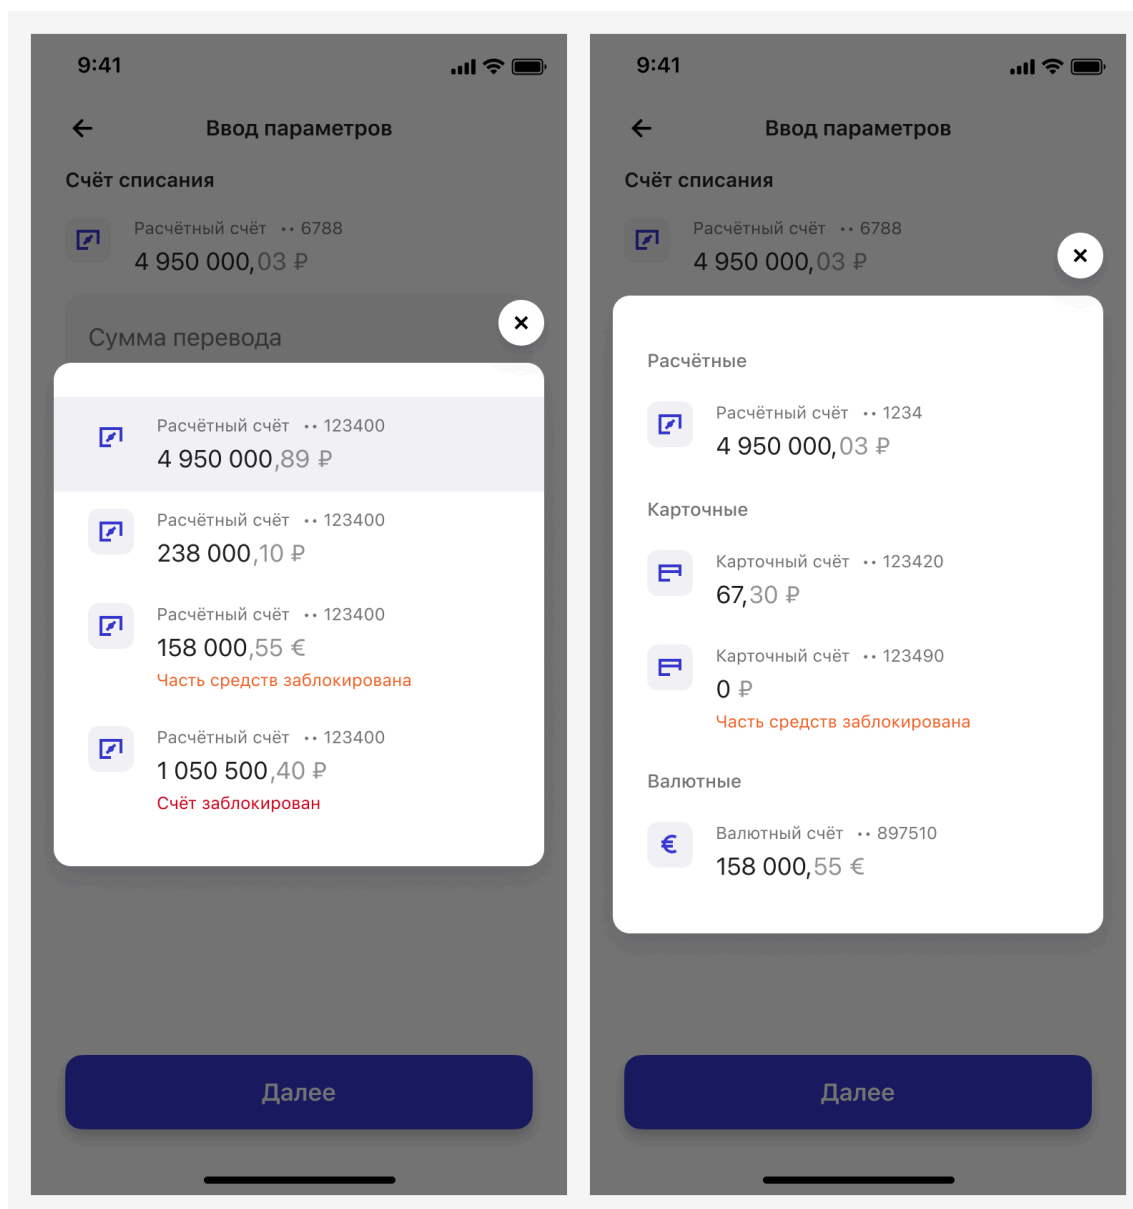 9:41
Ввод параметров
Счёт списания
Расчётный счёт •• 6788
4 950 000,03 ₽
Сумма перевода
Расчётный счёт •• 123400
4 950 000,89 ₽
Расчётный счёт •• 123400
238 000,10 ₽
Расчётный счёт •• 123400
158 000,55 €
Часть средств заблокирована
Расчётный счёт •• 123400
1 050 500,40 ₽
Счёт заблокирован
Далее
9:41
Ввод параметров
Счёт списания
Расчётный счёт •• 6788
4 950 000,03 ₽
Расчётные
Расчётный счёт •• 1234
4 950 000,03 ₽
Карточные
Карточный счёт •• 123420
67,30 ₽
Карточный счёт •• 123490
0 ₽
Часть средств заблокирована
Валютные
Валютный счёт •• 897510
158 000,55 €
Далее